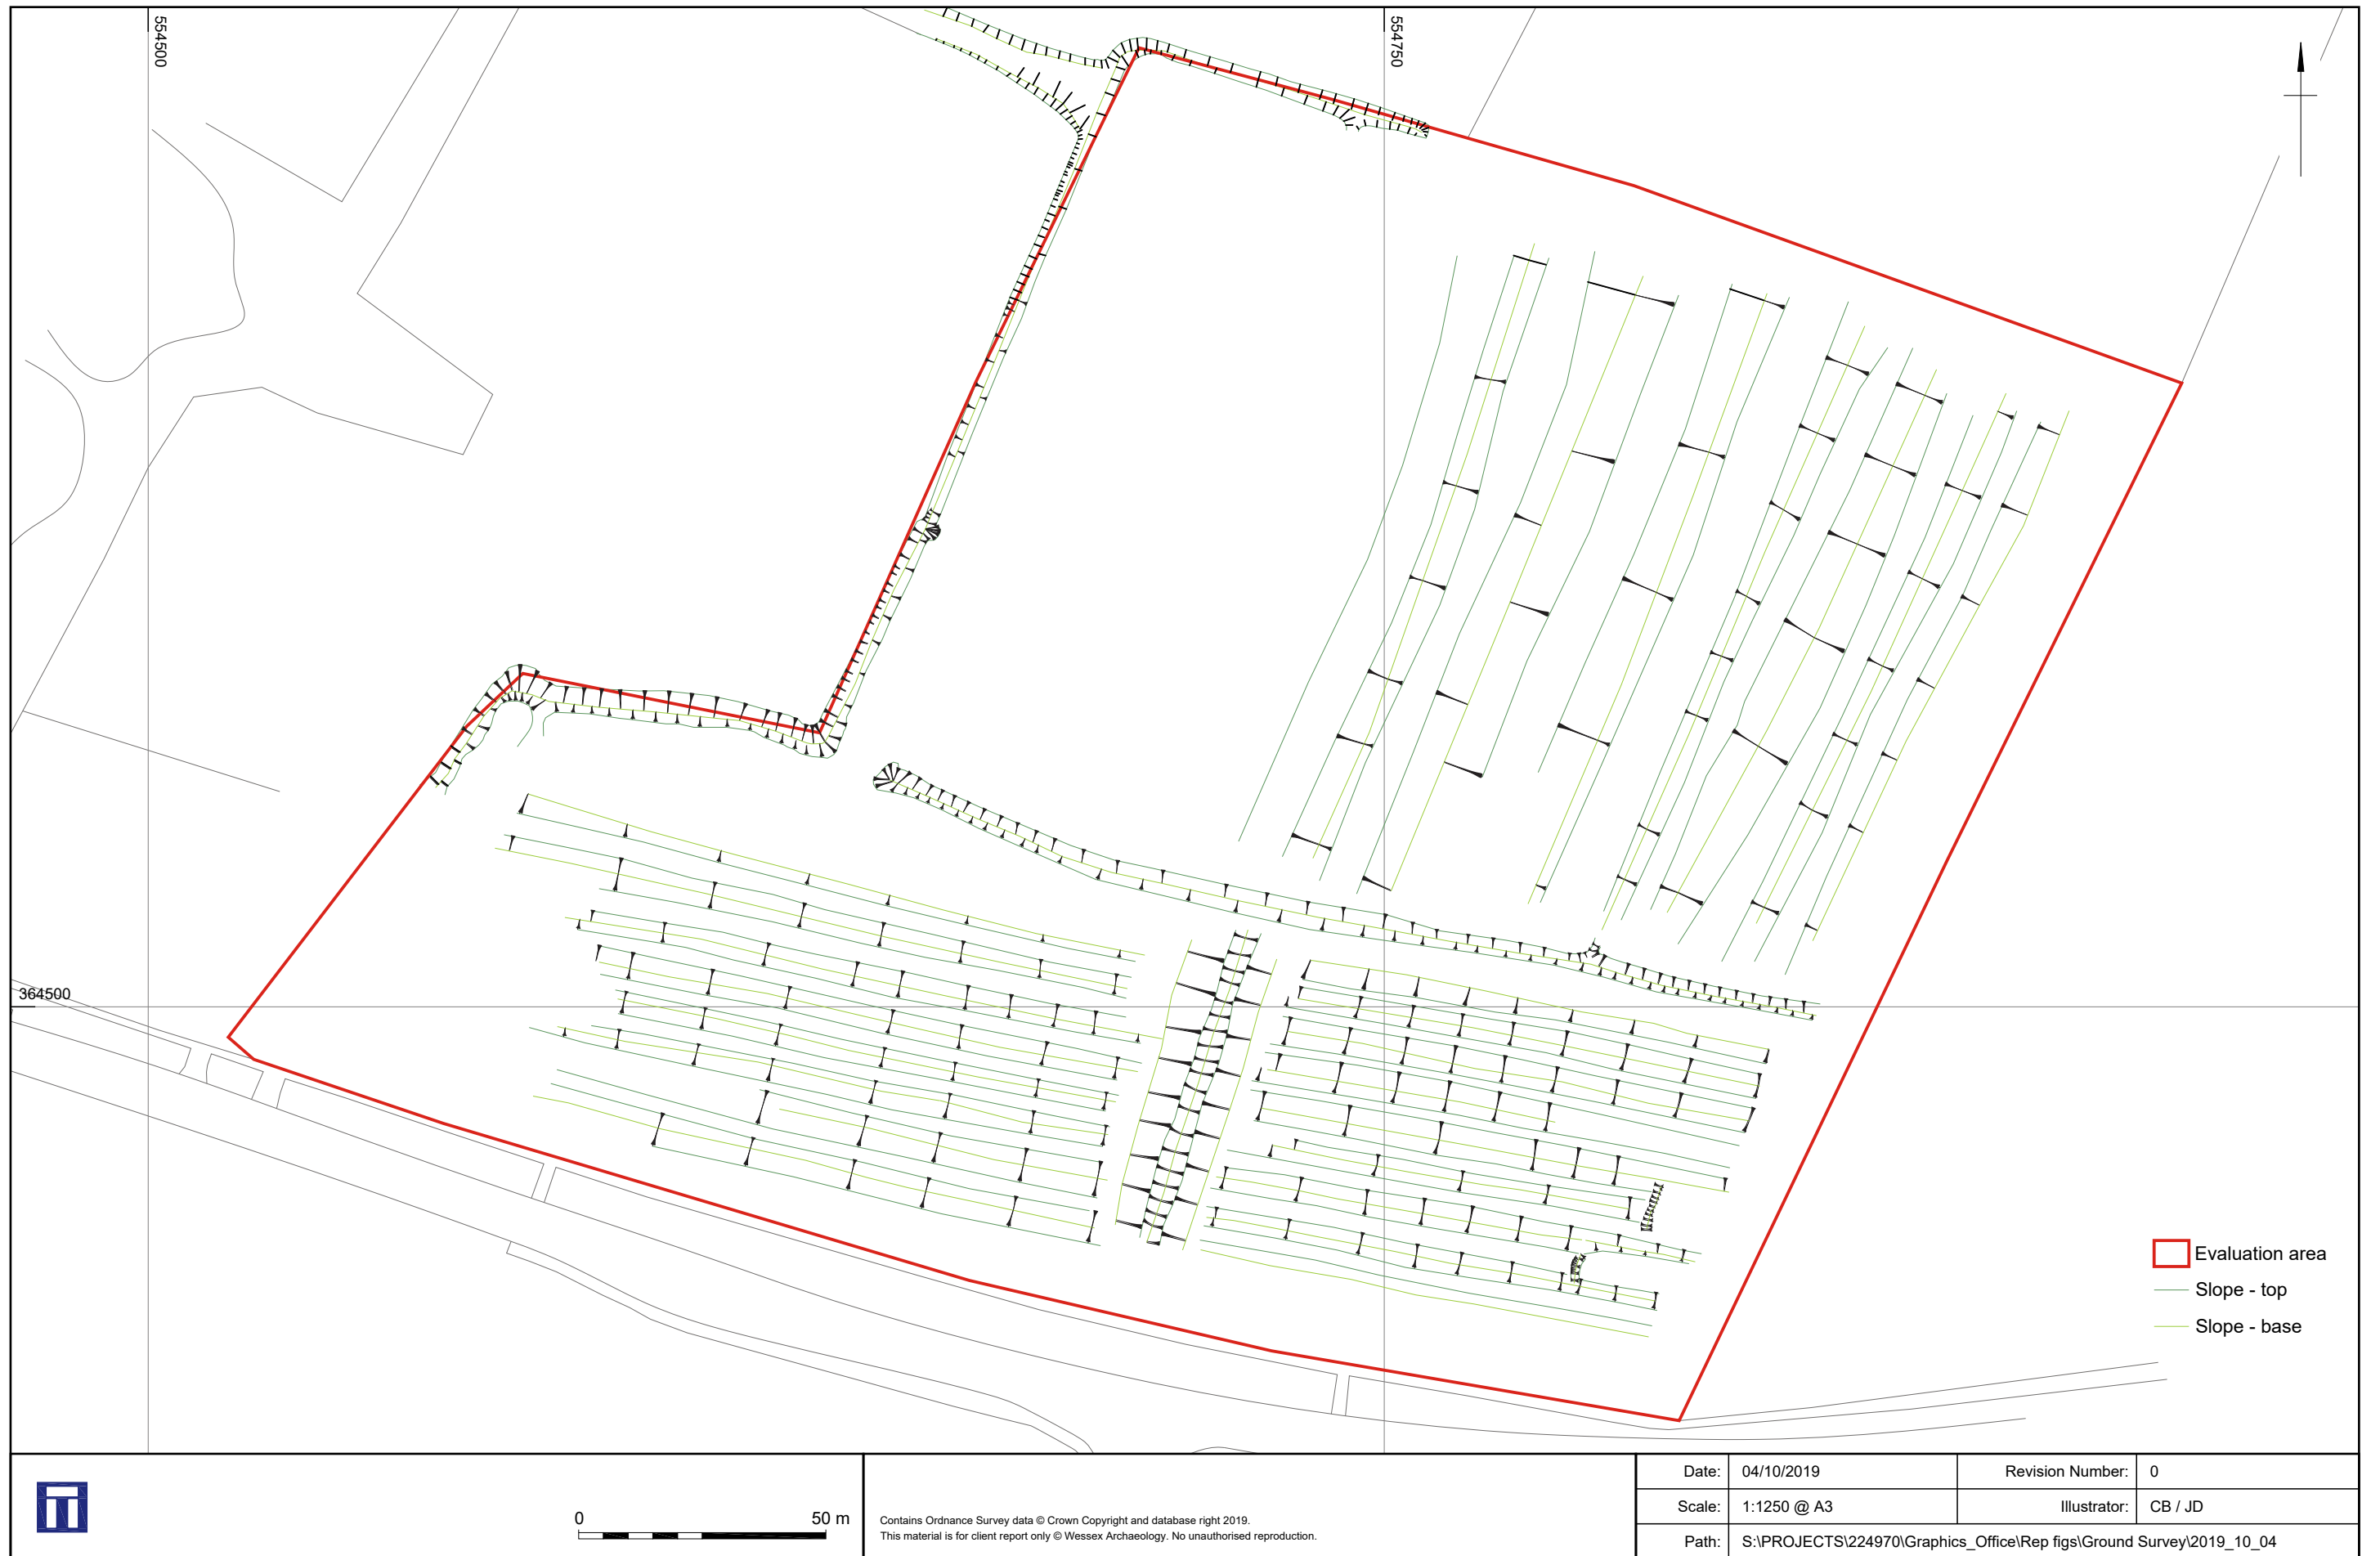 554500
554750
364500
Evaluation area
Slope - top
Slope - base
0 50 m
Contains Ordnance Survey data © Crown Copyright and database right 2019.
This material is for client report only © Wessex Archaeology. No unauthorised reproduction.
Date: 04/10/2019 Revision Number: 0
Scale: 1:1250 @ A3 Illustrator: CB / JD
Path: S:\PROJECTS\224970\Graphics_Office\Rep figs\Ground Survey\2019_10_04